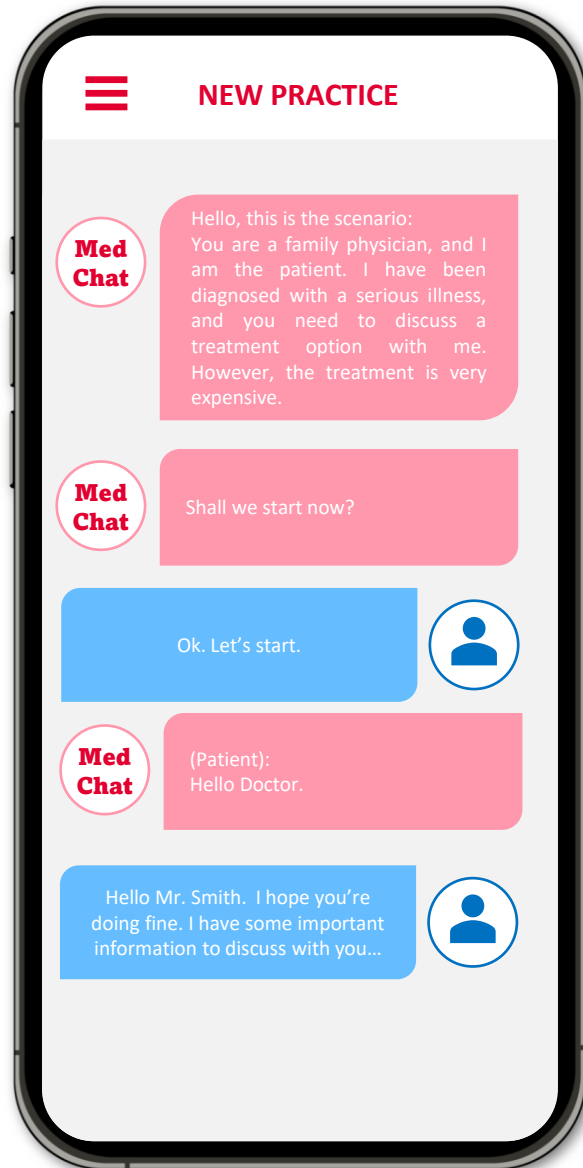 NEW PRACTICE
Med
Chat
Hello, this is the scenario:
You are a family physician, and I
am the patient. I have been
diagnosed with a serious illness,
and you need to discuss a
treatment option with me.
However, the treatment is very
expensive.
Med
Chat
Shall we start now?
Ok. Let’s start.
Med
Chat
(Patient):
Hello Doctor.
Hello Mr. Smith. I hope you’re
doing fine. I have some important
information to discuss with you…